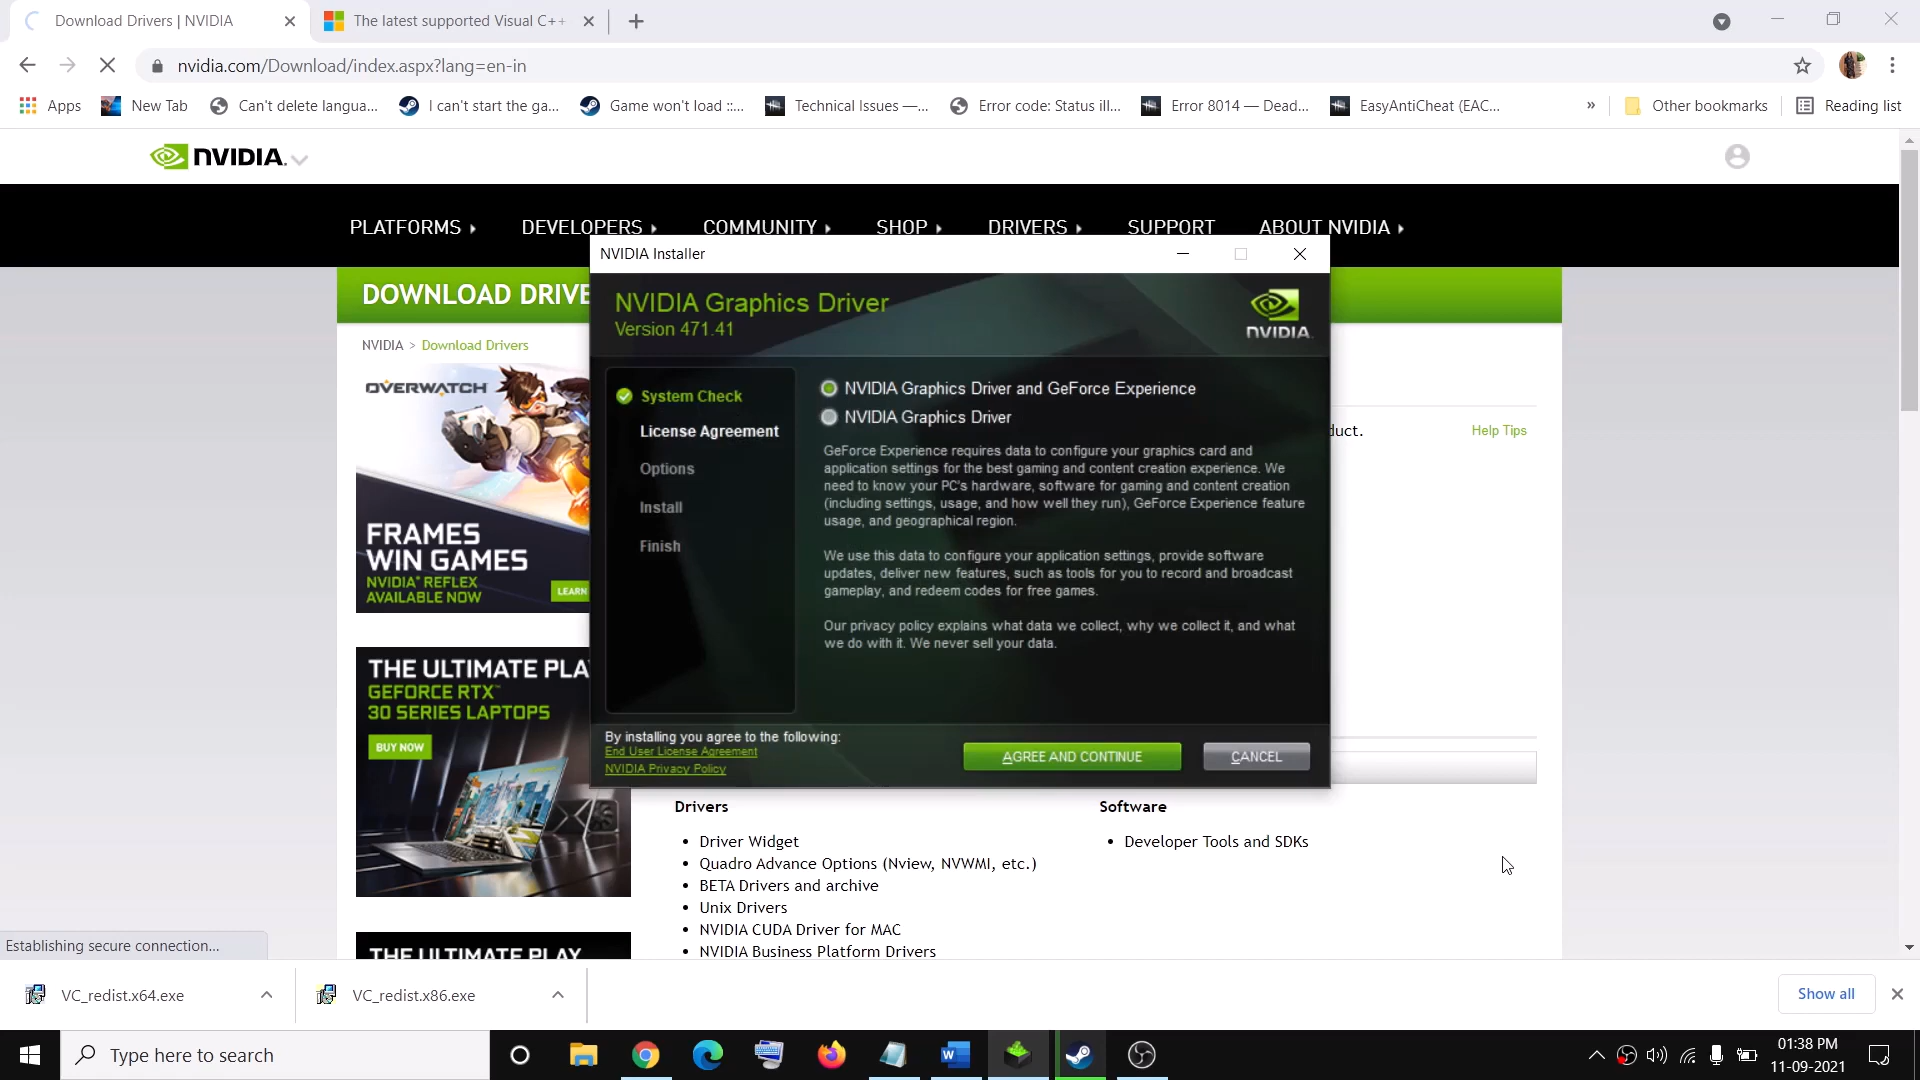 Download Drivers | NVIDIA
The latest supported Visual C++
nvidia.com/Download/index.aspx?lang=en-in
Apps
New Tab
Can't delete langua...
I can't start the ga...
Game won't load ::...
Technical Issues —...
Error code: Status ill...
Error 8014 — Dead...
EasyAntiCheat (EAC...
»
Other bookmarks
Reading list
NVIDIA.
PLATFORMS
DEVELOPERS
COMMUNITY
SHOP
DRIVERS
SUPPORT
ABOUT NVIDIA
NVIDIA Installer
DOWNLOAD DRIVE
NVIDIA Graphics Driver
Version 471.41
NVIDIA.
NVIDIA > Download Drivers
OVERWATCH
FRAMES
WIN GAMES
NVIDIA® REFLEX
AVAILABLE NOW
LEARN
System Check
License Agreement
Options
Install
Finish
NVIDIA Graphics Driver and GeForce Experience
NVIDIA Graphics Driver
GeForce Experience requires data to configure your graphics card and
application settings for the best gaming and content creation experience. We
need to know your PC's hardware, software for gaming and content creation
(including settings, usage, and how well they run), GeForce Experience feature
usage, and geographical region.
We use this data to configure your application settings, provide software
updates, deliver new features, such as tools for you to record and broadcast
gameplay, and redeem codes for free games.
Our privacy policy explains what data we collect, why we collect it, and what
we do with it. We never sell your data.
duct.
Help Tips
THE ULTIMATE PLA
GEFORCE RTX™
30 SERIES LAPTOPS
BUY NOW
By installing you agree to the following:
End User License Agreement
NVIDIA Privacy Policy
AGREE AND CONTINUE
CANCEL
Drivers
Driver Widget
Quadro Advance Options (Nview, NVWMI, etc.)
BETA Drivers and archive
Unix Drivers
NVIDIA CUDA Driver for MAC
NVIDIA Business Platform Drivers
Software
Developer Tools and SDKs
THE ULTIMATE PLAY
Establishing secure connection...
VC_redist.x64.exe
VC_redist.x86.exe
Show all
Type here to search
01:38 PM
11-09-2021